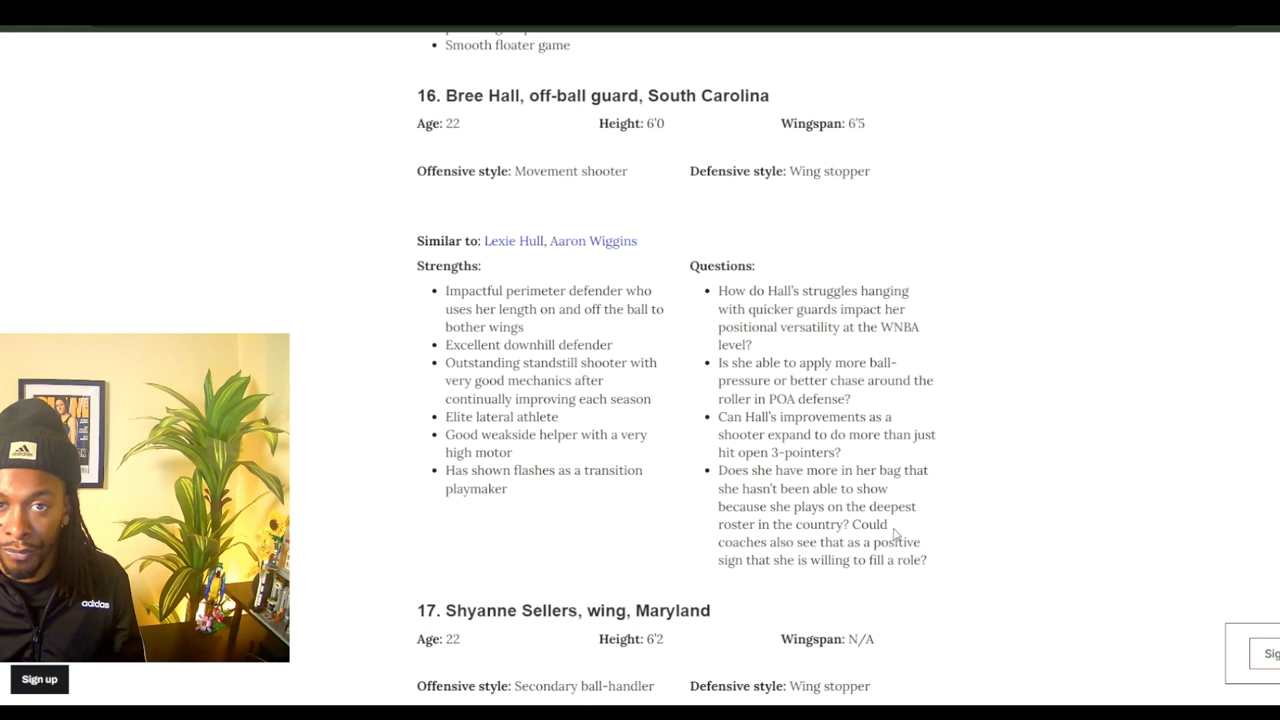 Smooth floater game
16. Bree Hall, off-ball guard, South Carolina
Age: 22 Height: 6'0 Wingspan: 6'5
Offensive style: Movement shooter Defensive style: Wing stopper
Similar to: Lexie Hull, Aaron Wiggins
Strengths:
Impactful perimeter defender who
uses her length on and off the ball to
bother wings
Excellent downhill defender
Outstanding standstill shooter with
very good mechanics after
continually improving each season
Elite lateral athlete
Good weakside helper with a very
high motor
Has shown flashes as a transition
playmaker
Questions:
How do Hall's struggles hanging
with quicker guards impact her
positional versatility at the WNBA
level?
Is she able to apply more ball-
pressure or better chase around the
roller in POA defense?
Can Hall's improvements as a
shooter expand to do more than just
hit open 3-pointers?
Does she have more in her bag that
she hasn't been able to show
because she plays on the deepest
roster in the country? Could
coaches also see that as a positive
sign that she is willing to fill a role?
17. Shyanne Sellers, wing, Maryland
Age: 22 Height: 6'2 Wingspan: N/A
Offensive style: Secondary ball-handler Defensive style: Wing stopper
adidas
adidas
Sign up
Sig